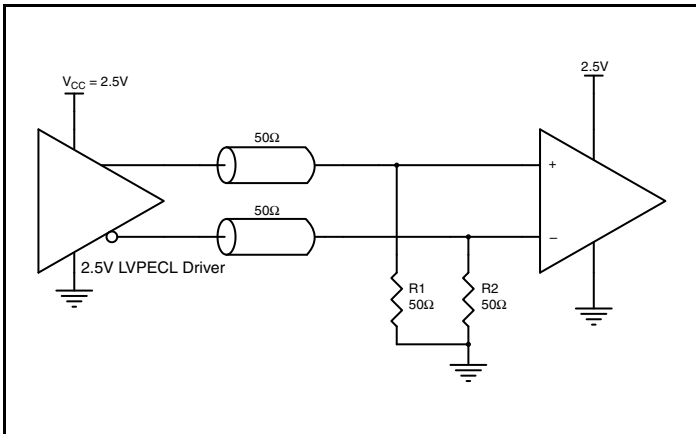 V_CC = 2.5V
2.5V
50Ω
+
50Ω
−
2.5V LVPECL Driver
R1
50Ω
R2
50Ω